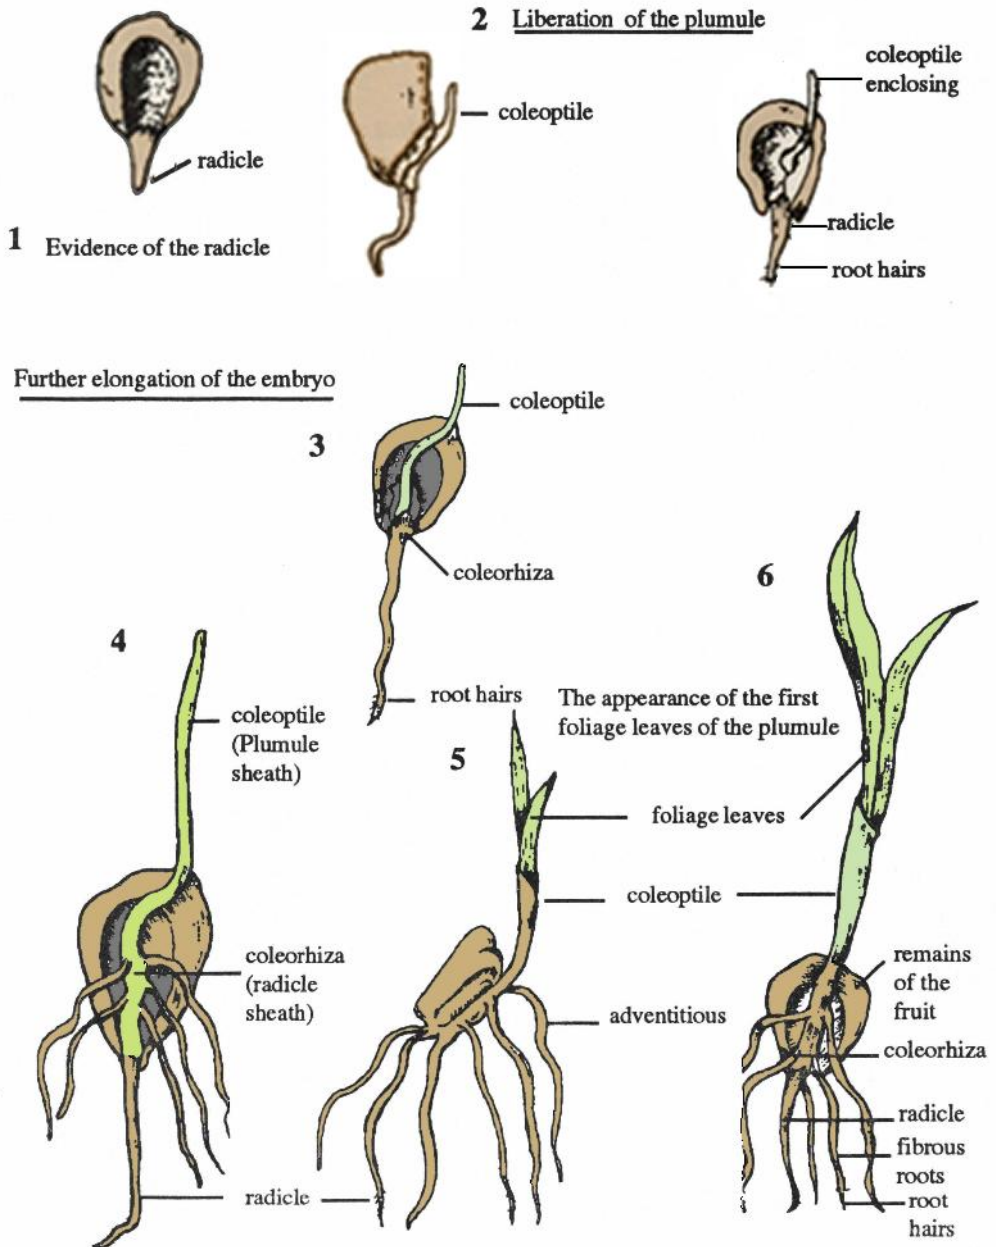 2 Liberation of the plumule
coleoptile
enclosing
coleoptile
radicle
radicle
root hairs
1 Evidence of the radicle
Further elongation of the embryo
3
coleoptile
coleorhiza
root hairs
4
coleoptile
(Plumule
sheath)
coleorhiza
(radicle
sheath)
radicle
5
6
The appearance of the first
foliage leaves of the plumule
foliage leaves
coleoptile
adventitious
remains
of the
fruit
coleorhiza
radicle
fibrous
roots
root
hairs